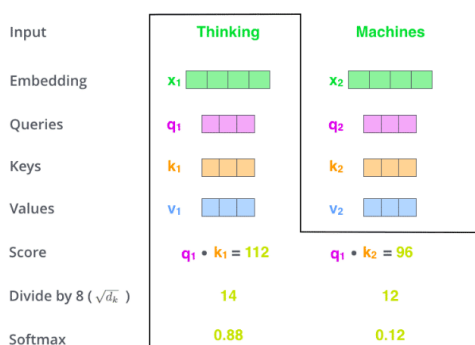 Input Thinking Machines
Embedding x₁ x₂
Queries q₁ q₂
Keys k₁ k₂
Values v₁ v₂
Score q₁ • k₁ = 112 q₁ • k₂ = 96
Divide by 8 ( √dₖ ) 14 12
Softmax 0.88 0.12